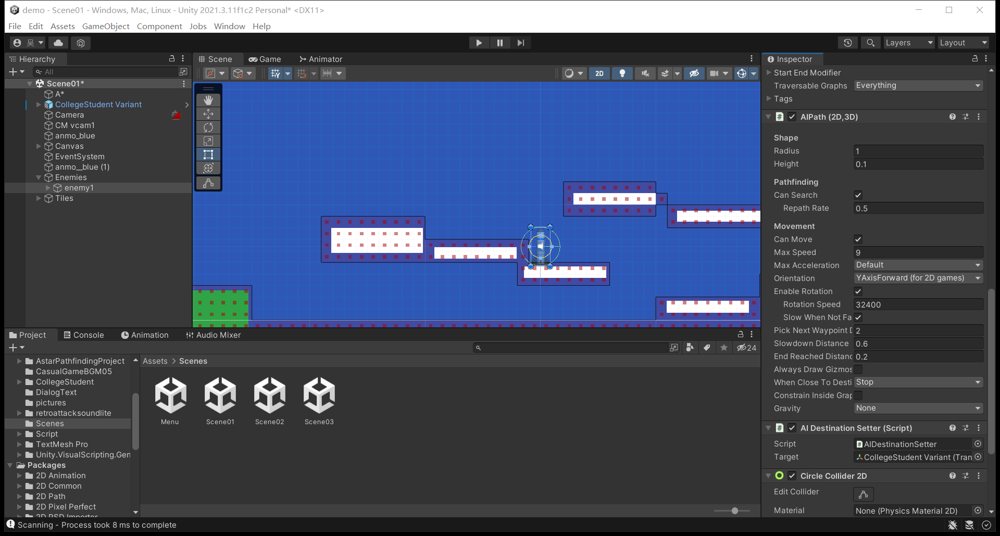 demo - Scene01 - Windows, Mac, Linux - Unity 2021.3.11f1c2 Personal* <DX11>
File Edit Assets GameObject Component Jobs Window Help
吴
Layers Layout
Hierarchy
All
Scene01*
A*
CollegeStudent Variant
Camera
CM vcam1
anmo_blue
Canvas
EventSystem
anmo__blue (1)
Enemies
enemy1
Tiles
Scene Game Animator
2D
Inspector
Start End Modifier
Traversable Graphs Everything
Tags
AIPath (2D,3D)
Shape
Radius 1
Height 0.1
Pathfinding
Can Search
Repath Rate 0.5
Movement
Can Move
Max Speed 9
Max Acceleration Default
Orientation YAxisForward (for 2D games)
Enable Rotation
Rotation Speed 32400
Slow When Not Fa
Pick Next Waypoint D 2
Slowdown Distance 0.6
End Reached Distanc 0.2
Always Draw Gizmos
When Close To Desti Stop
Constrain Inside Grap
Gravity None
AI Destination Setter (Script)
Script AIDestinationSetter
Target CollegeStudent Variant (Tran
Circle Collider 2D
Edit Collider
Material None (Physics Material 2D)
Project Console Animation Audio Mixer
24
AstarPathfindingProject
CasualGameBGM05
CollegeStudent
DialogText
pictures
retroattacksoundlite
Scenes
Script
TextMesh Pro
Unity.VisualScripting.Gen
Packages
2D Animation
2D Common
2D Path
2D Pixel Perfect
2D PSD Importer
Assets > Scenes
Menu Scene01 Scene02 Scene03
Scanning - Process took 8 ms to complete